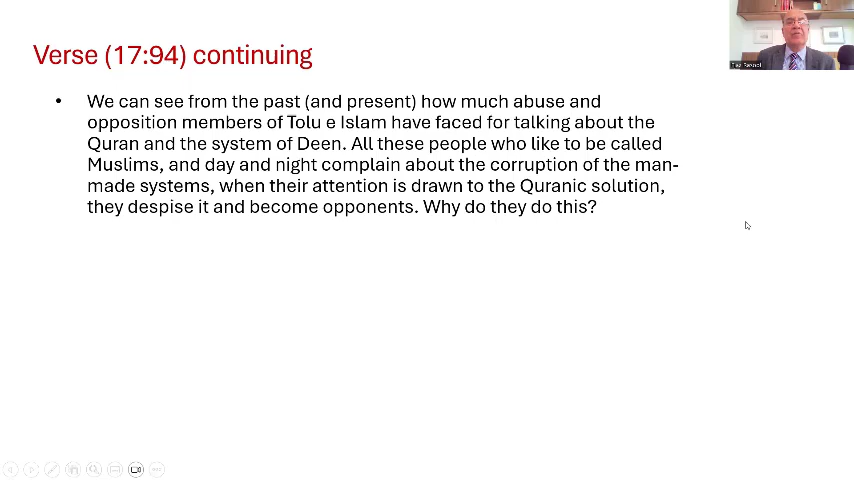 Verse (17:94) continuing
• We can see from the past (and present) how much abuse and
opposition members of Tolu e Islam have faced for talking about the
Quran and the system of Deen. All these people who like to be called
Muslims, and day and night complain about the corruption of the man-
made systems, when their attention is drawn to the Quranic solution,
they despise it and become opponents. Why do they do this?